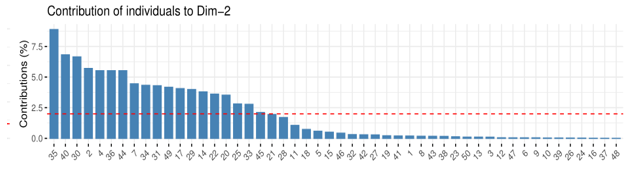 Contribution of individuals to Dim−2
Contributions (%)
7.5
5.0
2.5
0.0
35 40 30 2 4 36 44 7 34 31 49 17 29 14 22 20 25 33 45 21 28 11 18 5 15 46 32 42 27 19 41 1 8 43 38 23 50 13 3 12 47 6 9 10 39 26 24 16 37 48